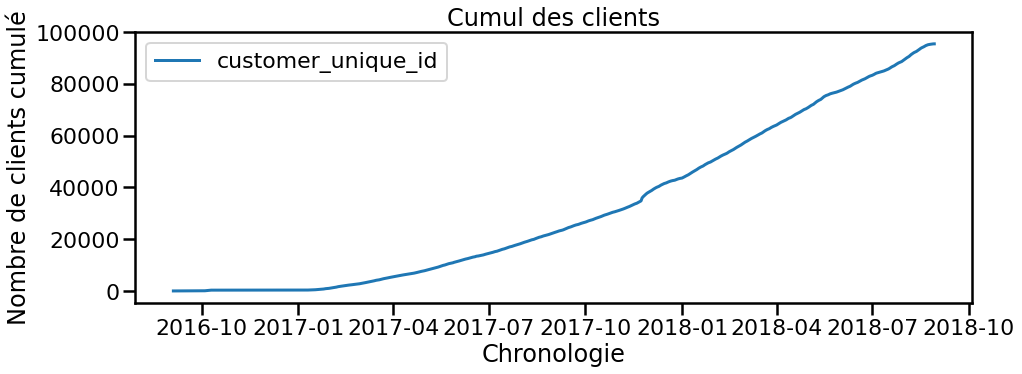 Cumul des clients
Nombre de clients cumulé
100000
80000
60000
40000
20000
0
customer_unique_id
2016-10 2017-01 2017-04 2017-07 2017-10 2018-01 2018-04 2018-07 2018-10
Chronologie